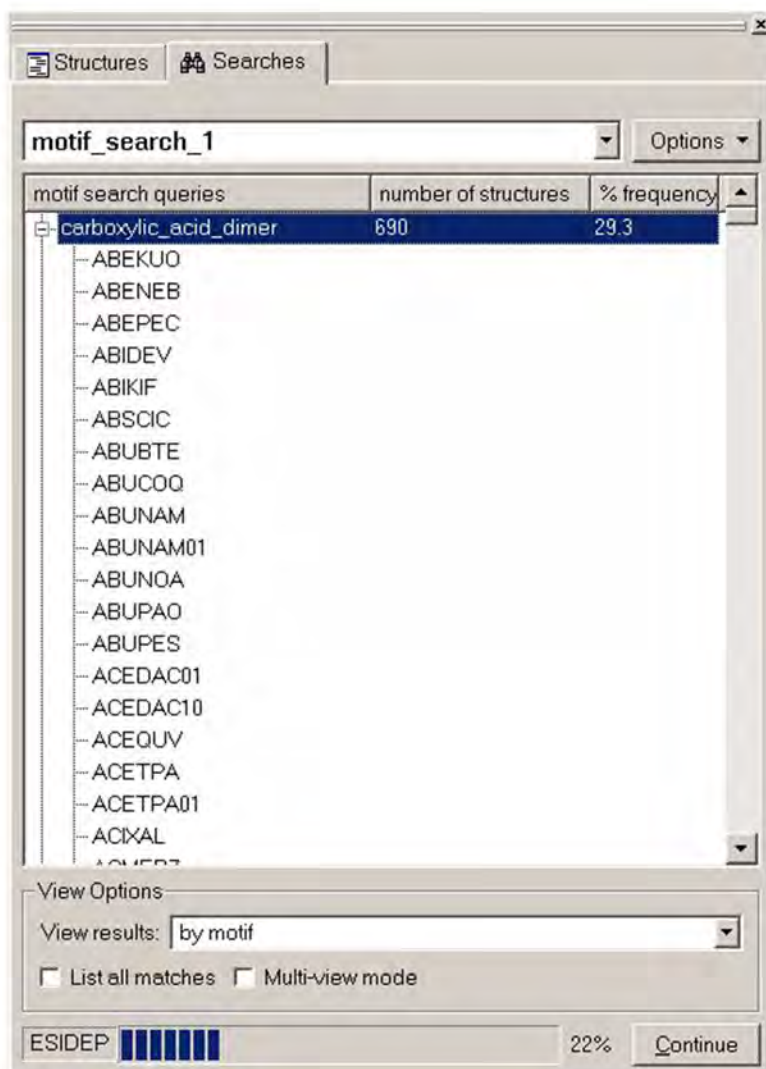 Structures Searches
motif_search_1 Options
motif search queries number of structures % frequency
carboxylic_acid_dimer 690 29.3
ABEKUO
ABENEB
ABEPEC
ABIDEV
ABIKIF
ABSCIC
ABUBTE
ABUCOQ
ABUNAM
ABUNAM01
ABUNOA
ABUPAO
ABUPES
ACEDAC01
ACEDAC10
ACEQUV
ACETPA
ACETPA01
ACIXAL
View Options
View results: by motif
List all matches Multi-view mode
ESIDEP 22% Continue